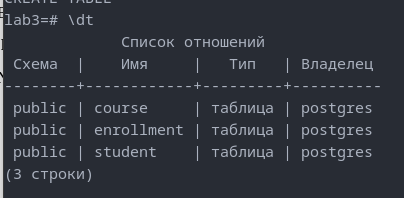 CREATE TABLE
lab3=# \dt
Список отношений
Схема | Имя | Тип | Владелец
--------+------------+---------+----------
public | course | таблица | postgres
public | enrollment | таблица | postgres
public | student | таблица | postgres
(3 строки)